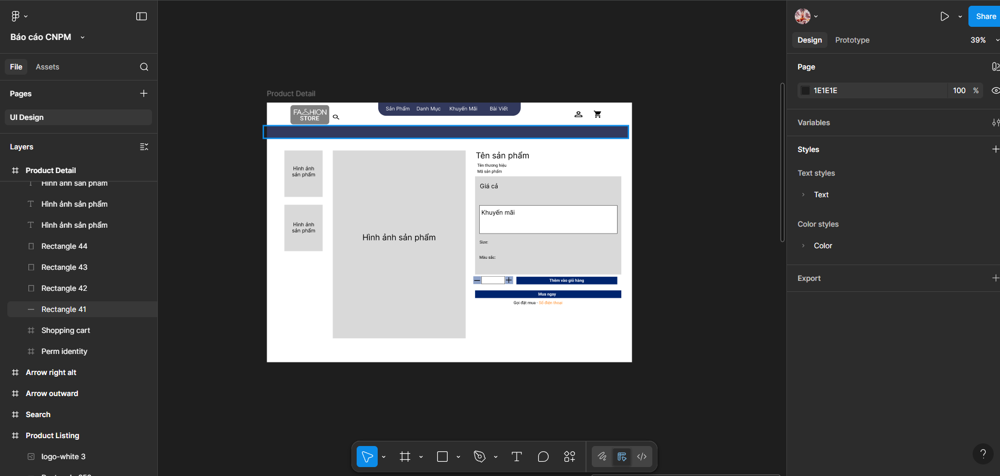 Báo cáo CNPM
File
Assets
Pages
UI Design
Layers
Product Detail
Hình ảnh sản phẩm
Hình ảnh sản phẩm
Hình ảnh sản phẩm
Rectangle 44
Rectangle 43
Rectangle 42
Rectangle 41
Shopping cart
Perm identity
Arrow right alt
Arrow outward
Search
Product Listing
logo-white 3
Product Detail
FASHION
STORE
Sản Phẩm
Danh Mục
Khuyến Mãi
Bài Viết
Hình ảnh
sản phẩm
Hình ảnh
sản phẩm
Hình ảnh sản phẩm
Tên sản phẩm
Tên thương hiệu
Mã sản phẩm
Giá cả
Khuyến mãi
Size:
Màu sắc:
Thêm vào giỏ hàng
Mua ngay
Gọi đặt mua - Số điện thoại
Share
Design
Prototype
39%
Page
1E1E1E
100 %
Variables
Styles
Text styles
Text
Color styles
Color
Export
?